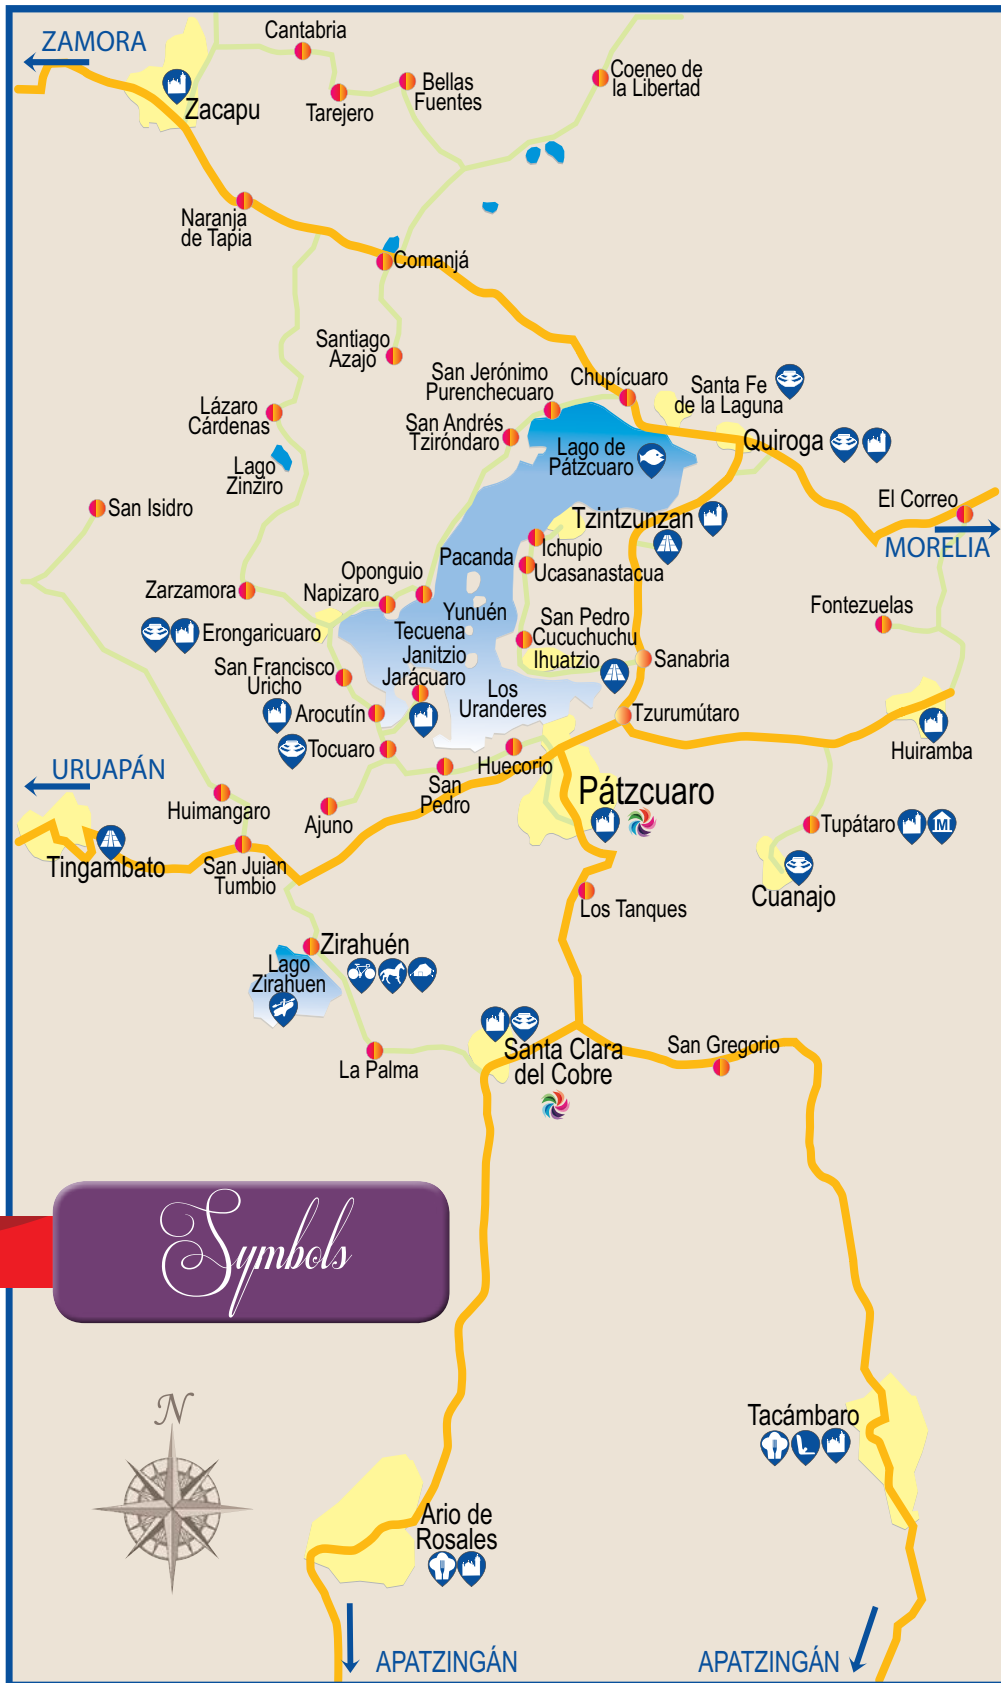 ZAMORA
Cantabria
Zacapu
Tarejero
Bellas
Fuentes
Coeneo de
la Libertad
Naranja
de Tapia
Comanjá
Santiago
Azajo
San Jerónimo
Purenchecuaro
Chupícuaro
Santa Fe
de la Laguna
Lázaro
Cárdenas
San Andrés
Tziróndaro
Quiroga
Lago de
Pátzcuaro
Lago
Zinziro
San Isidro
El Correo
Tzintzunzan
MORELIA
Ichupio
Pacanda
Ucasanastacua
Oponguio
Zarzamora
Napizaro
Yunuén
Fontezuelas
Erongaricuaro
Tecuena
San Pedro
Cucuchuchu
Janitzio
Ihuatzio
Sanabria
San Francisco
Uricho
Jarácuaro
Los
Uranderes
Arocutín
Tzurumútaro
Tocuaro
Huecorio
Huiramba
URUAPÁN
San
Pedro
Pátzcuaro
Huimangaro
Ajuno
Tupátaro
IMI
Tingambato
San Juian
Tumbio
Cuanajo
Los Tanques
Zirahuén
Lago
Zirahuen
Santa Clara
del Cobre
San Gregorio
La Palma
Symbols
N
Tacámbaro
Ario de
Rosales
APATZINGÁN
APATZINGÁN